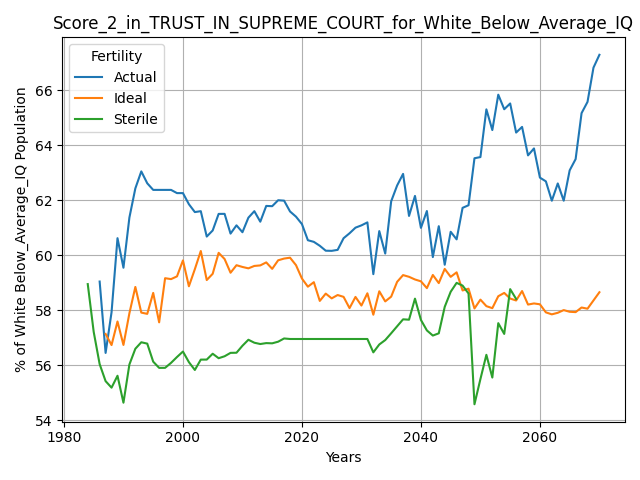 Score_2_in_TRUST_IN_SUPREME_COURT_for_White_Below_Average_IQ
Fertility
Actual
Ideal
Sterile
% of White Below_Average_IQ Population
66
64
62
60
58
56
54
1980
2000
2020
2040
2060
Years